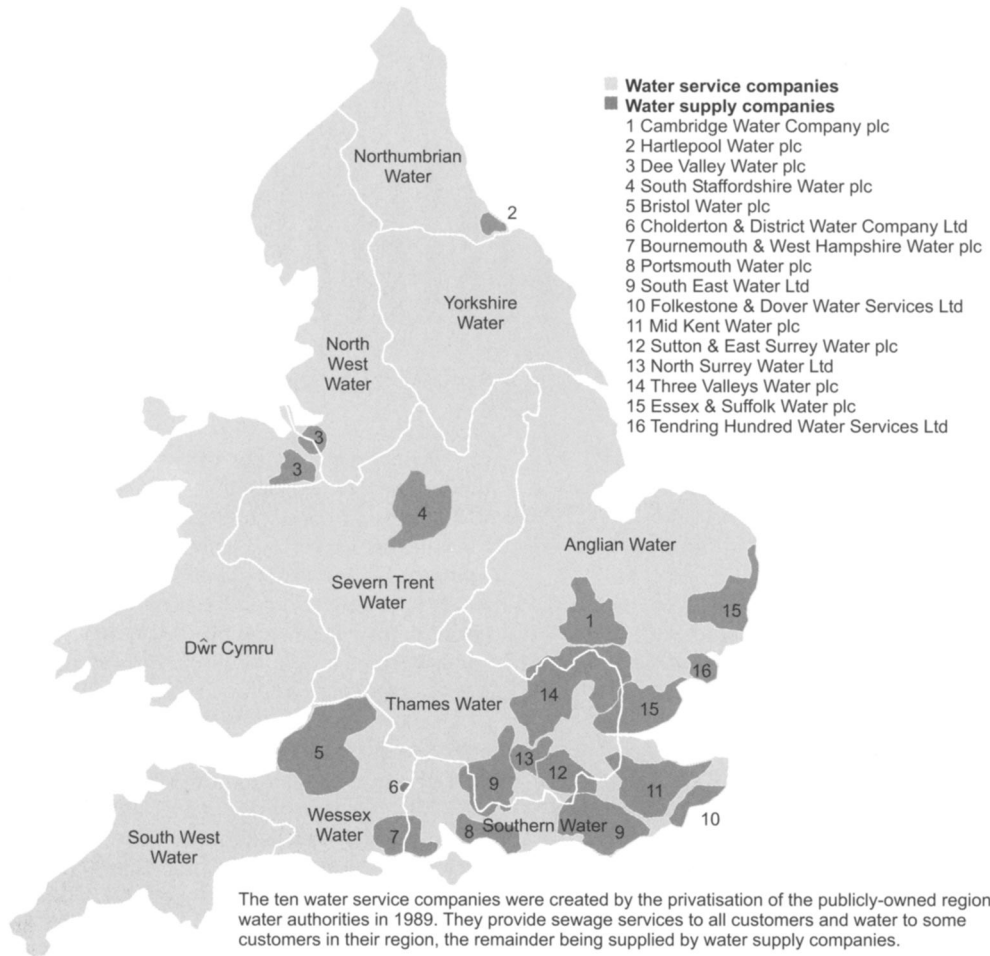 Water service companies
Water supply companies
1 Cambridge Water Company plc
2 Hartlepool Water plc
3 Dee Valley Water plc
4 South Staffordshire Water plc
5 Bristol Water plc
6 Cholderton & District Water Company Ltd
7 Bournemouth & West Hampshire Water plc
8 Portsmouth Water plc
9 South East Water Ltd
10 Folkestone & Dover Water Services Ltd
11 Mid Kent Water plc
12 Sutton & East Surrey Water plc
13 North Surrey Water Ltd
14 Three Valleys Water plc
15 Essex & Suffolk Water plc
16 Tendring Hundred Water Services Ltd
Northumbrian
Water
2
Yorkshire
Water
North
West
Water
3
3
4
Anglian Water
Severn Trent
Water
15
1
Dŵr Cymru
16
14
Thames Water
15
5
13
12
9
6
11
Wessex
Water
10
7
8
Southern Water
9
South West
Water
The ten water service companies were created by the privatisation of the publicly-owned region
water authorities in 1989. They provide sewage services to all customers and water to some
customers in their region, the remainder being supplied by water supply companies.